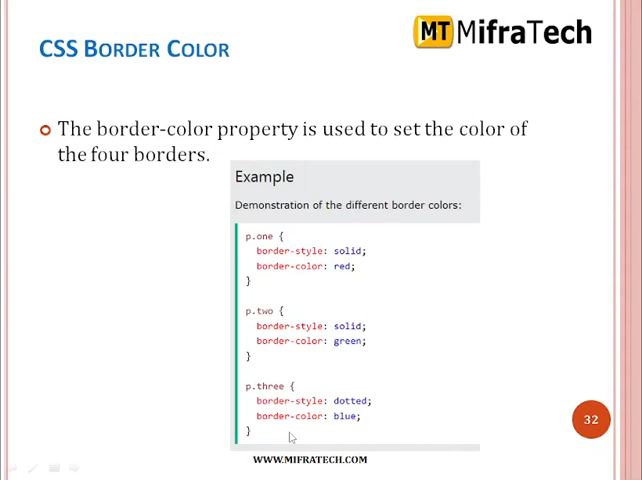 CSS BORDER COLOR
MT MifraTech
The border-color property is used to set the color of
the four borders.
Example
Demonstration of the different border colors:
p.one {
border-style: solid;
border-color: red;
}
p.two {
border-style: solid;
border-color: green;
}
p.three {
border-style: dotted;
border-color: blue;
}
32
WWW.MIFRATECH.COM